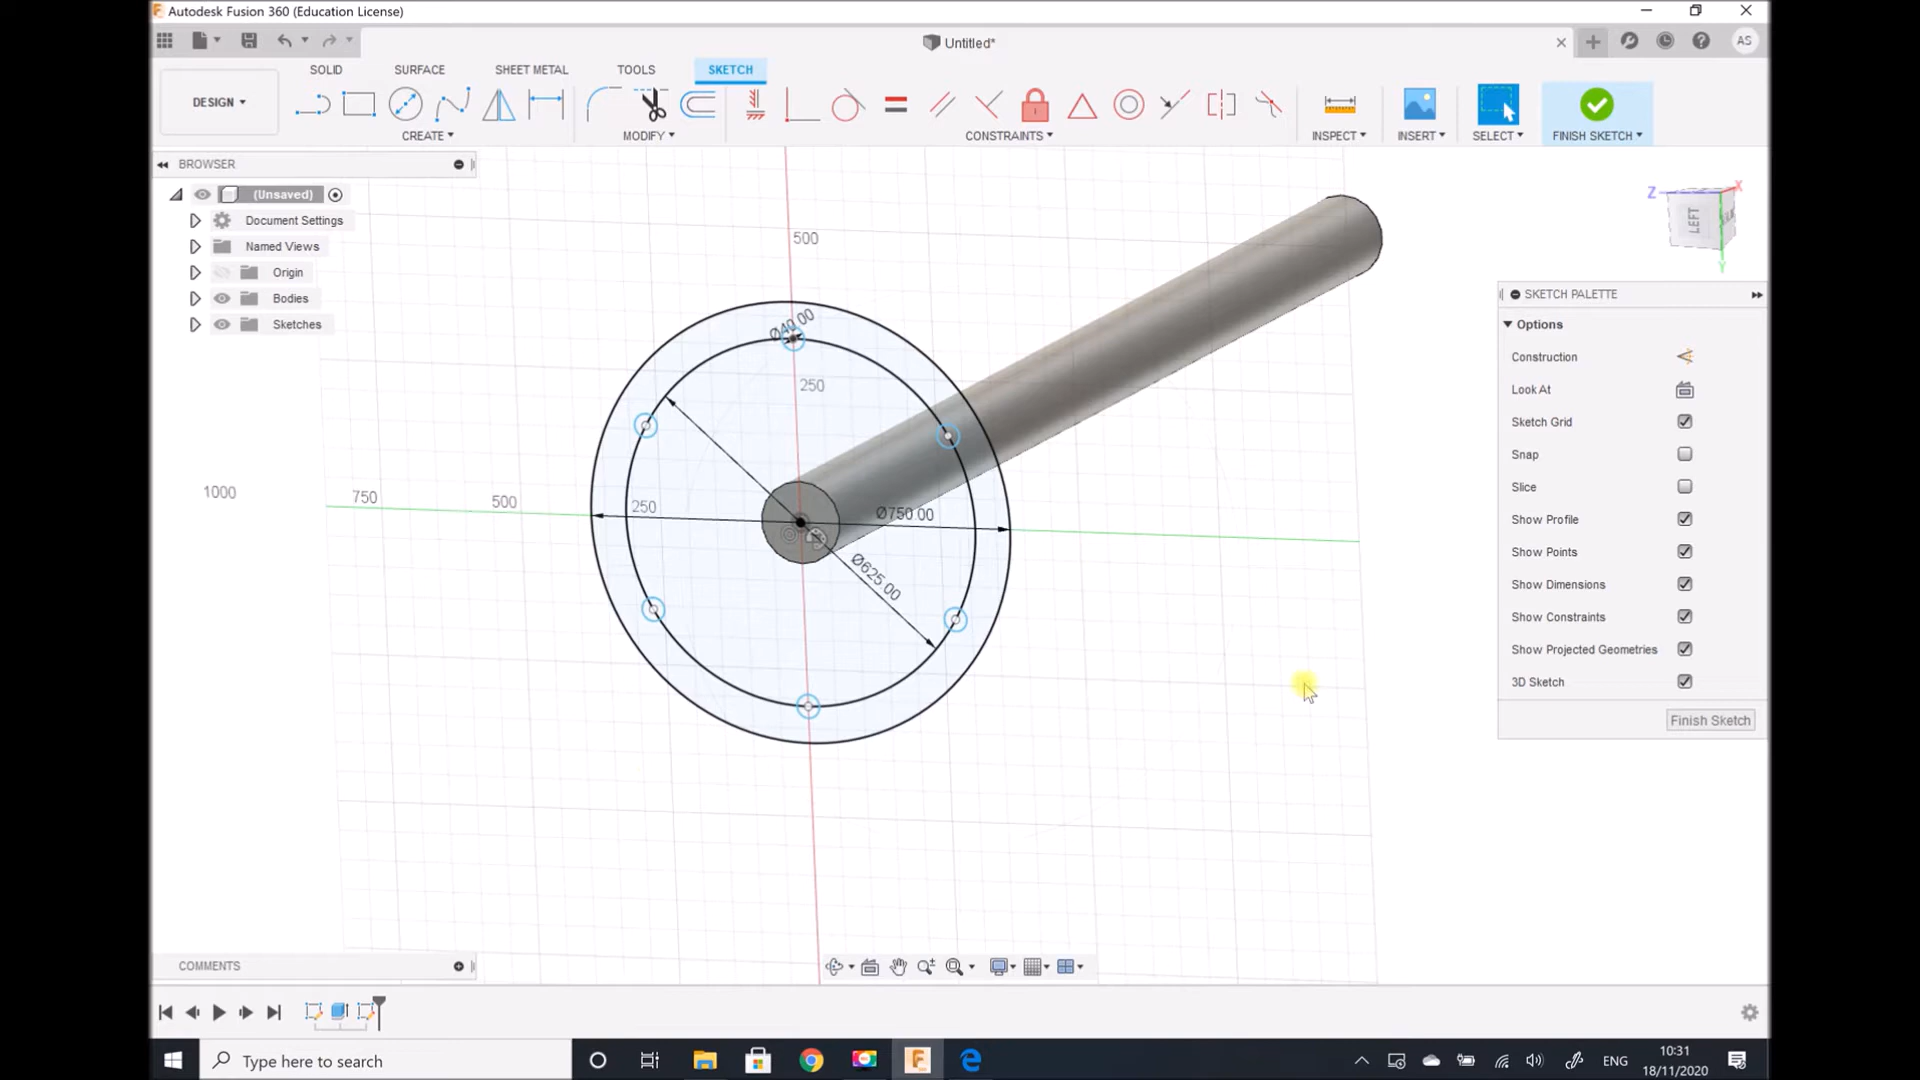 Autodesk Fusion 360 (Education License)
Untitled*
AS
DESIGN
SOLID
SURFACE
SHEET METAL
TOOLS
SKETCH
CREATE
MODIFY
CONSTRAINTS
INSPECT
INSERT
SELECT
FINISH SKETCH
BROWSER
(Unsaved)
Document Settings
Named Views
Origin
Bodies
Sketches
Z
X
LEFT
Y
500
Ø40.00
250
1000
750
500
250
Ø750.00
Ø625.00
SKETCH PALETTE
Options
Construction
Look At
Sketch Grid
Snap
Slice
Show Profile
Show Points
Show Dimensions
Show Constraints
Show Projected Geometries
3D Sketch
Finish Sketch
COMMENTS
Type here to search
ENG
10:31
18/11/2020